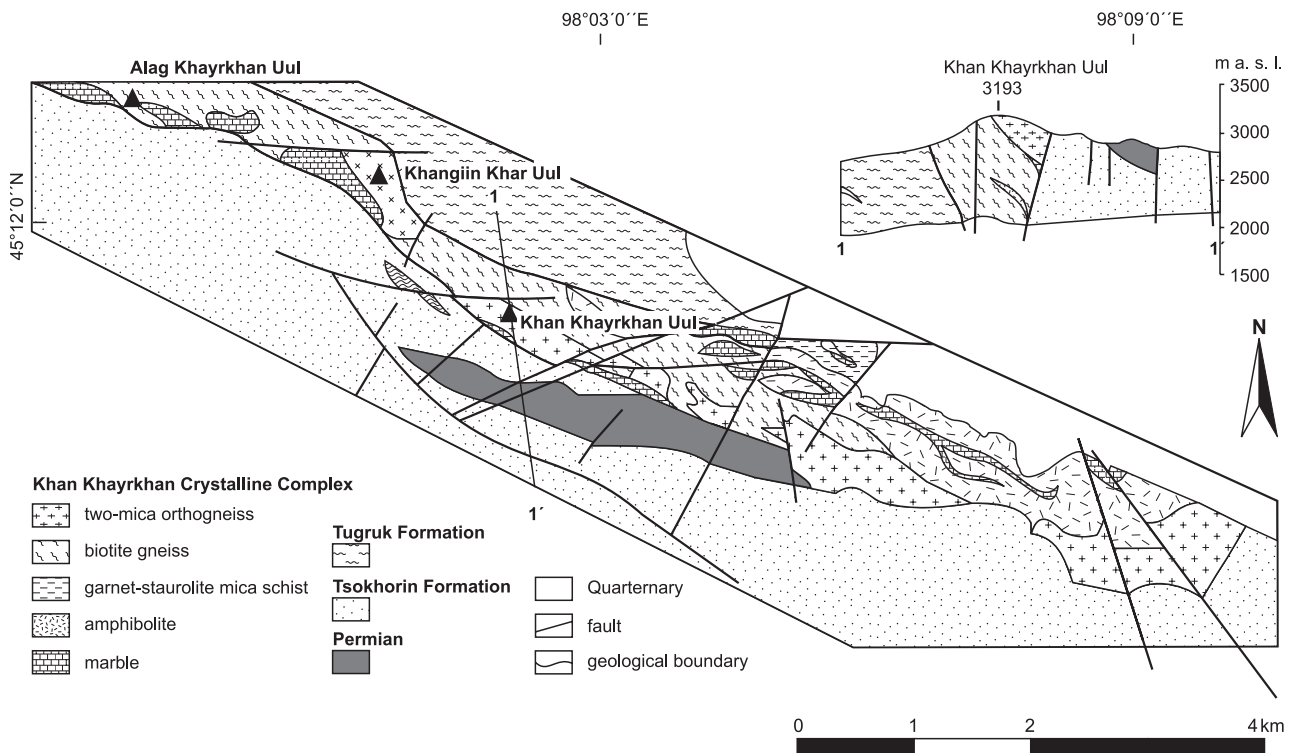 98°03´0´´E
98°09´0´´E
Alag Khayrkhan Uul
Khan Khayrkhan Uul
3193
m a. s. l.
3500
3000
2500
2000
1500
1
1´
45°12´0´´N
Khangiin Khar Uul
1
Khan Khayrkhan Uul
1´
N
Khan Khayrkhan Crystalline Complex
two-mica orthogneiss
biotite gneiss
garnet-staurolite mica schist
amphibolite
marble
Tugruk Formation
Tsokhorin Formation
Permian
Quarternary
fault
geological boundary
0 1 2 4 km